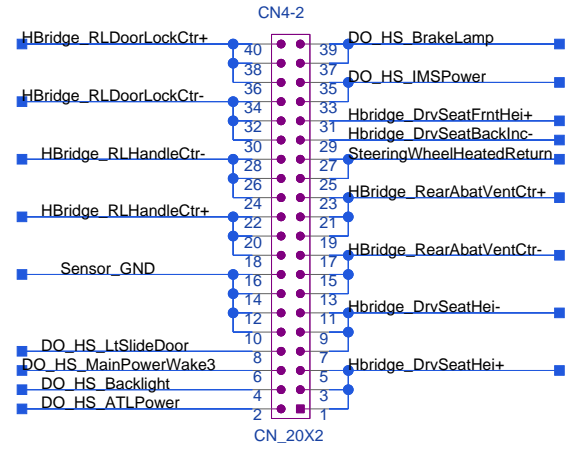 CN4-2
HBridge_RLDoorLockCtr+ 40 39 DO_HS_BrakeLamp
38 37
36 35 DO_HS_IMSPower
HBridge_RLDoorLockCtr- 34 33
32 31 Hbridge_DrvSeatFrntHei+
30 29 Hbridge_DrvSeatBackInc-
HBridge_RLHandleCtr- 28 27 SteeringWheelHeatedReturn
26 25
24 23 HBridge_RearAbatVentCtr+
HBridge_RLHandleCtr+ 22 21
20 19
18 17 HBridge_RearAbatVentCtr-
Sensor_GND 16 15
14 13
12 11 Hbridge_DrvSeatHei-
10 9
DO_HS_LtSlideDoor 8 7
DO_HS_MainPowerWake3 6 5 Hbridge_DrvSeatHei+
DO_HS_Backlight 4 3
DO_HS_ATLPower 2 1
CN_20X2